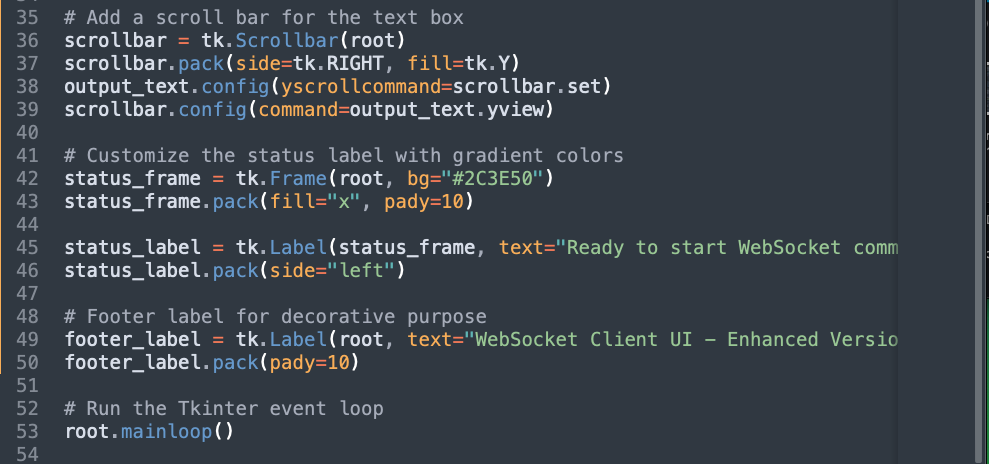 35 # Add a scroll bar for the text box
36 scrollbar = tk.Scrollbar(root)
37 scrollbar.pack(side=tk.RIGHT, fill=tk.Y)
38 output_text.config(yscrollcommand=scrollbar.set)
39 scrollbar.config(command=output_text.yview)
40
41 # Customize the status label with gradient colors
42 status_frame = tk.Frame(root, bg="#2C3E50")
43 status_frame.pack(fill="x", pady=10)
44
45 status_label = tk.Label(status_frame, text="Ready to start WebSocket comm
46 status_label.pack(side="left")
47
48 # Footer label for decorative purpose
49 footer_label = tk.Label(root, text="WebSocket Client UI – Enhanced Versio
50 footer_label.pack(pady=10)
51
52 # Run the Tkinter event loop
53 root.mainloop()
54